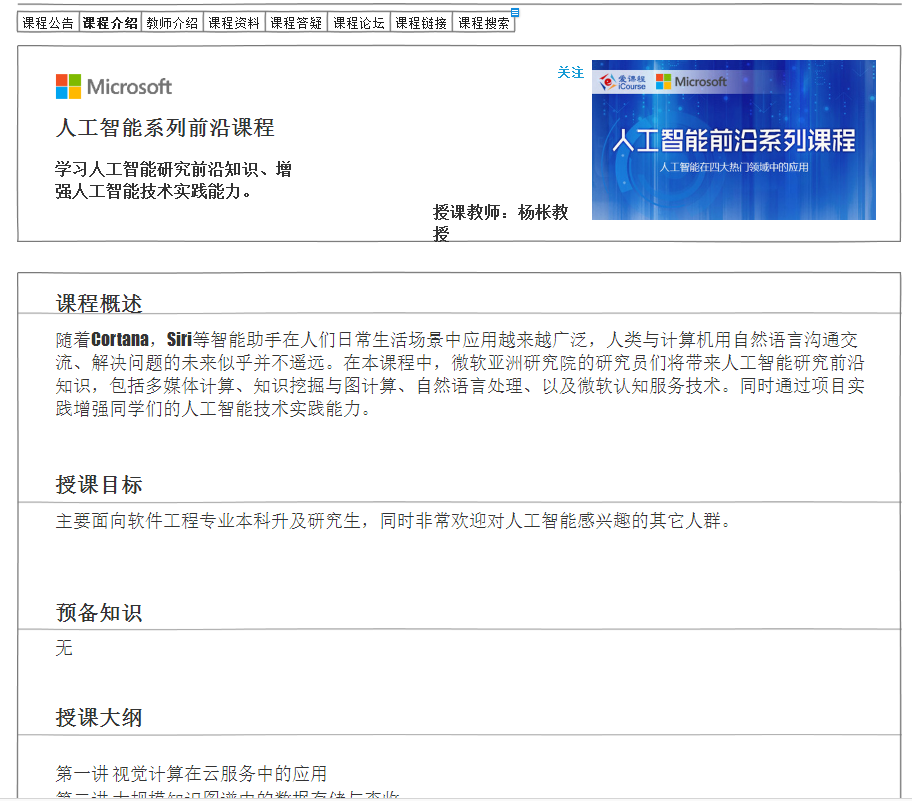 课程公告 课程介绍 教师介绍 课程资料 课程答疑 课程论坛 课程链接 课程搜索
Microsoft
人工智能系列前沿课程
学习人工智能研究前沿知识、增
强人工智能技术实践能力。
授课教师：杨枨教
授
关注
爱课程
iCourse
Microsoft
人工智能前沿系列课程
人工智能在四大热门领域中的应用
课程概述
随着Cortana，Siri等智能助手在人们日常生活场景中应用越来越广泛，人类与计算机用自然语言沟通交
流、解决问题的未来似乎并不遥远。在本课程中，微软亚洲研究院的研究员们将带来人工智能研究前沿
知识，包括多媒体计算、知识挖掘与图计算、自然语言处理、以及微软认知服务技术。同时通过项目实
践增强同学们的人工智能技术实践能力。
授课目标
主要面向软件工程专业本科升及研究生，同时非常欢迎对人工智能感兴趣的其它人群。
预备知识
无
授课大纲
第一讲 视觉计算在云服务中的应用
第二讲 大规模知识图谱中的数据存储与查收